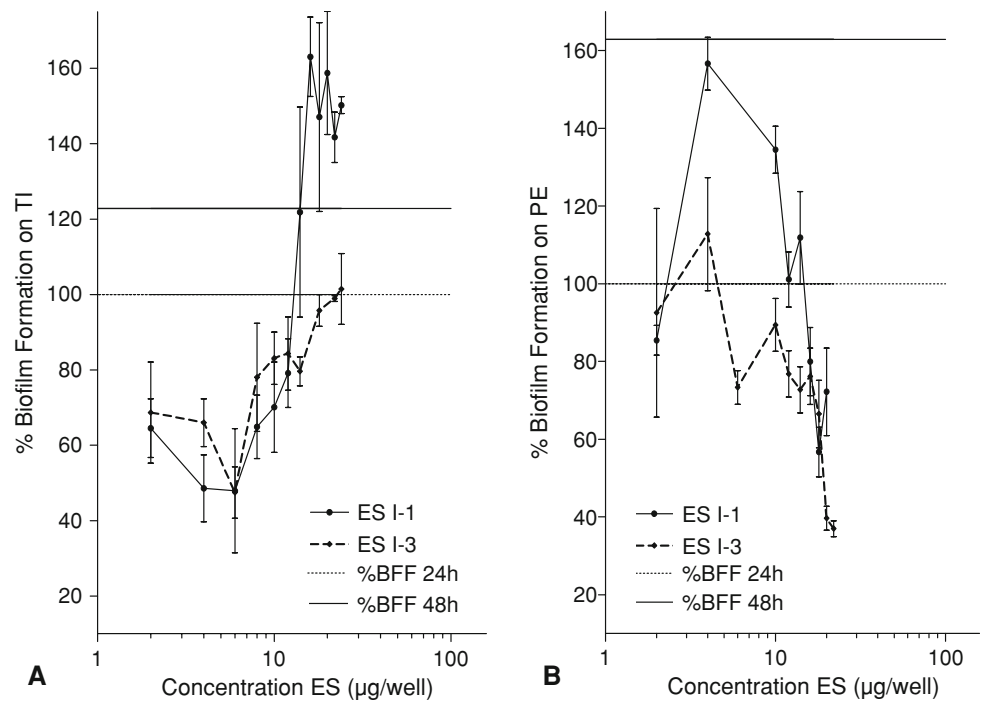 % Biofilm Formation on TI
160
140
120
100
80
60
40
20
ES I-1
ES I-3
%BFF 24h
%BFF 48h
1
10
100
A
Concentration ES (µg/well)
% Biofilm Formation on PE
160
140
120
100
80
60
40
20
ES I-1
ES I-3
%BFF 24h
%BFF 48h
1
10
100
B
Concentration ES (µg/well)